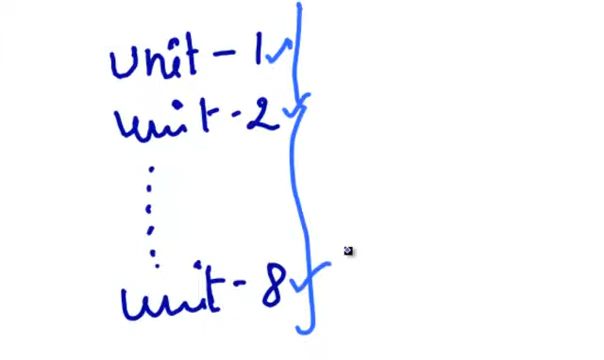 unit - 1 ✓
unit - 2 ✓
unit - 8 ✓